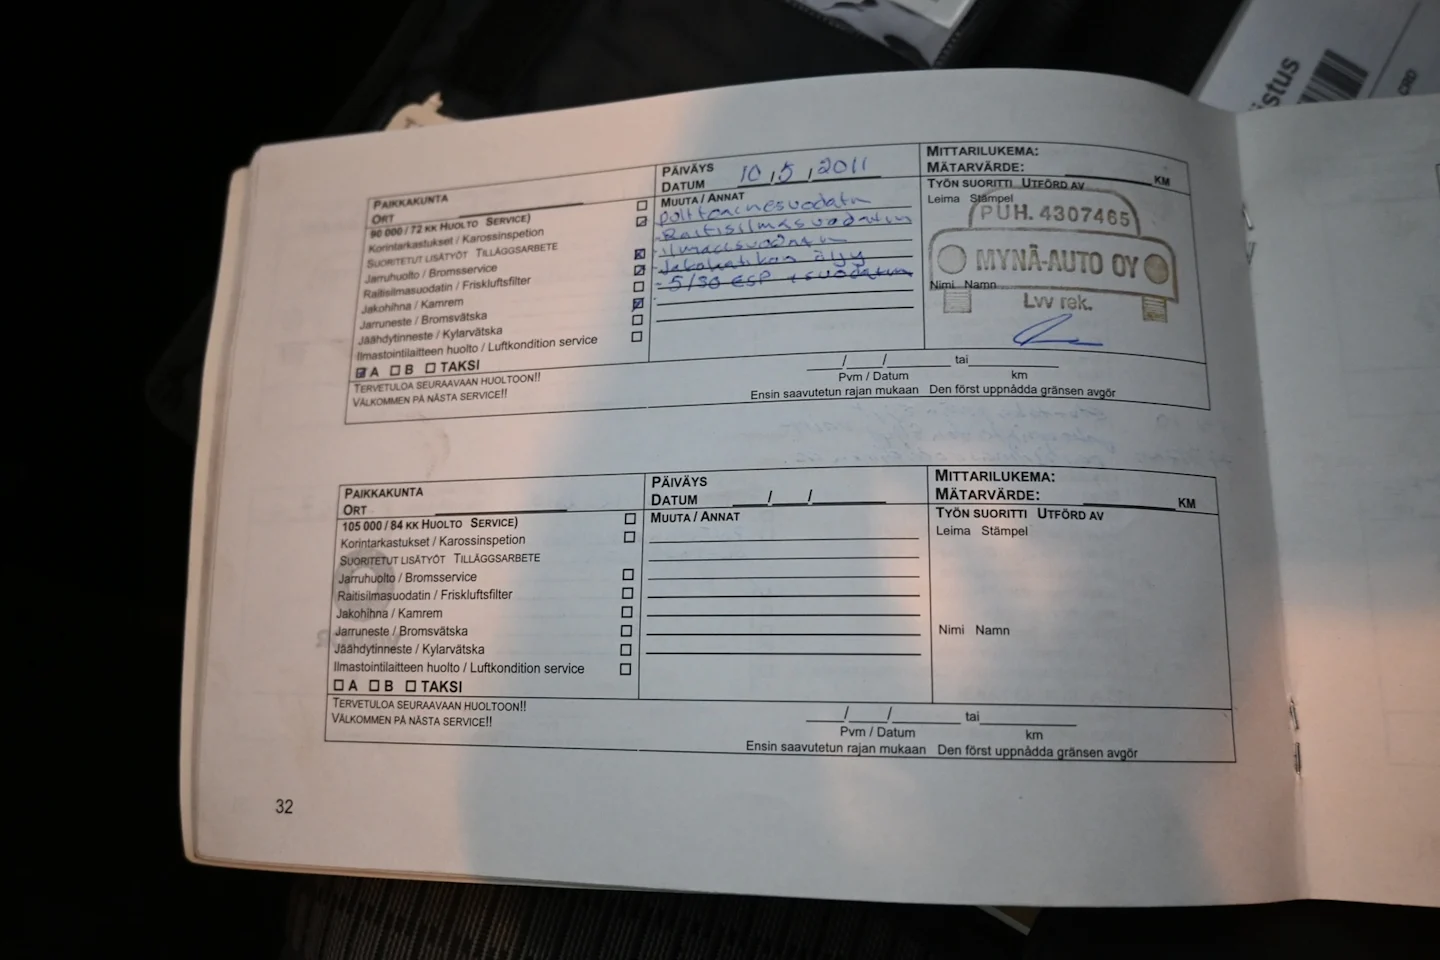 PAIKKAKUNTA
ORT
90 000 / 72 KK HUOLTO SERVICE)
Korintarkastukset / Karossinspetion
SUORITETUT LISÄTYÖT TILLÄGGSARBETE
Jarruhuolto / Bromsservice
Raitisilmasuodatin / Friskluftsfilter
Jakohihna / Kamrem
Jarruneste / Bromsvätska
Jäähdytinneste / Kylarvätska
Ilmastointilaitteen huolto / Luftkondition service
A B TAKSI
TERVETULOA SEURAAVAAN HUOLTOON!!
VÄLKOMMEN PÅ NÄSTA SERVICE!!
PÄIVÄYS
DATUM 10 / 5 / 2011
MUUTA / ANNAT
polttoainesuodatin
- Raitisilmasuodatin
- ilmansuodatin
- Jakohihnan
- 5/30 ESP + suodatin
MITTARILUKEMA:
MÄTARVÄRDE: KM
TYÖN SUORITTI UTFÖRD AV
Leima Stämpel
PUH. 4307465
MYNÄ-AUTO OY
Nimi Namn
Lvv rek.
/ / tai
Pvm / Datum km
Ensin saavutetun rajan mukaan Den först uppnådda gränsen avgör
PAIKKAKUNTA
ORT
105 000 / 84 KK HUOLTO SERVICE)
Korintarkastukset / Karossinspetion
SUORITETUT LISÄTYÖT TILLÄGGSARBETE
Jarruhuolto / Bromsservice
Raitisilmasuodatin / Friskluftsfilter
Jakohihna / Kamrem
Jarruneste / Bromsvätska
Jäähdytinneste / Kylarvätska
Ilmastointilaitteen huolto / Luftkondition service
A B TAKSI
TERVETULOA SEURAAVAAN HUOLTOON!!
VÄLKOMMEN PÅ NÄSTA SERVICE!!
PÄIVÄYS
DATUM / /
MUUTA / ANNAT
MITTARILUKEMA:
MÄTARVÄRDE: KM
TYÖN SUORITTI UTFÖRD AV
Leima Stämpel
Nimi Namn
/ / tai
Pvm / Datum km
Ensin saavutetun rajan mukaan Den först uppnådda gränsen avgör
32